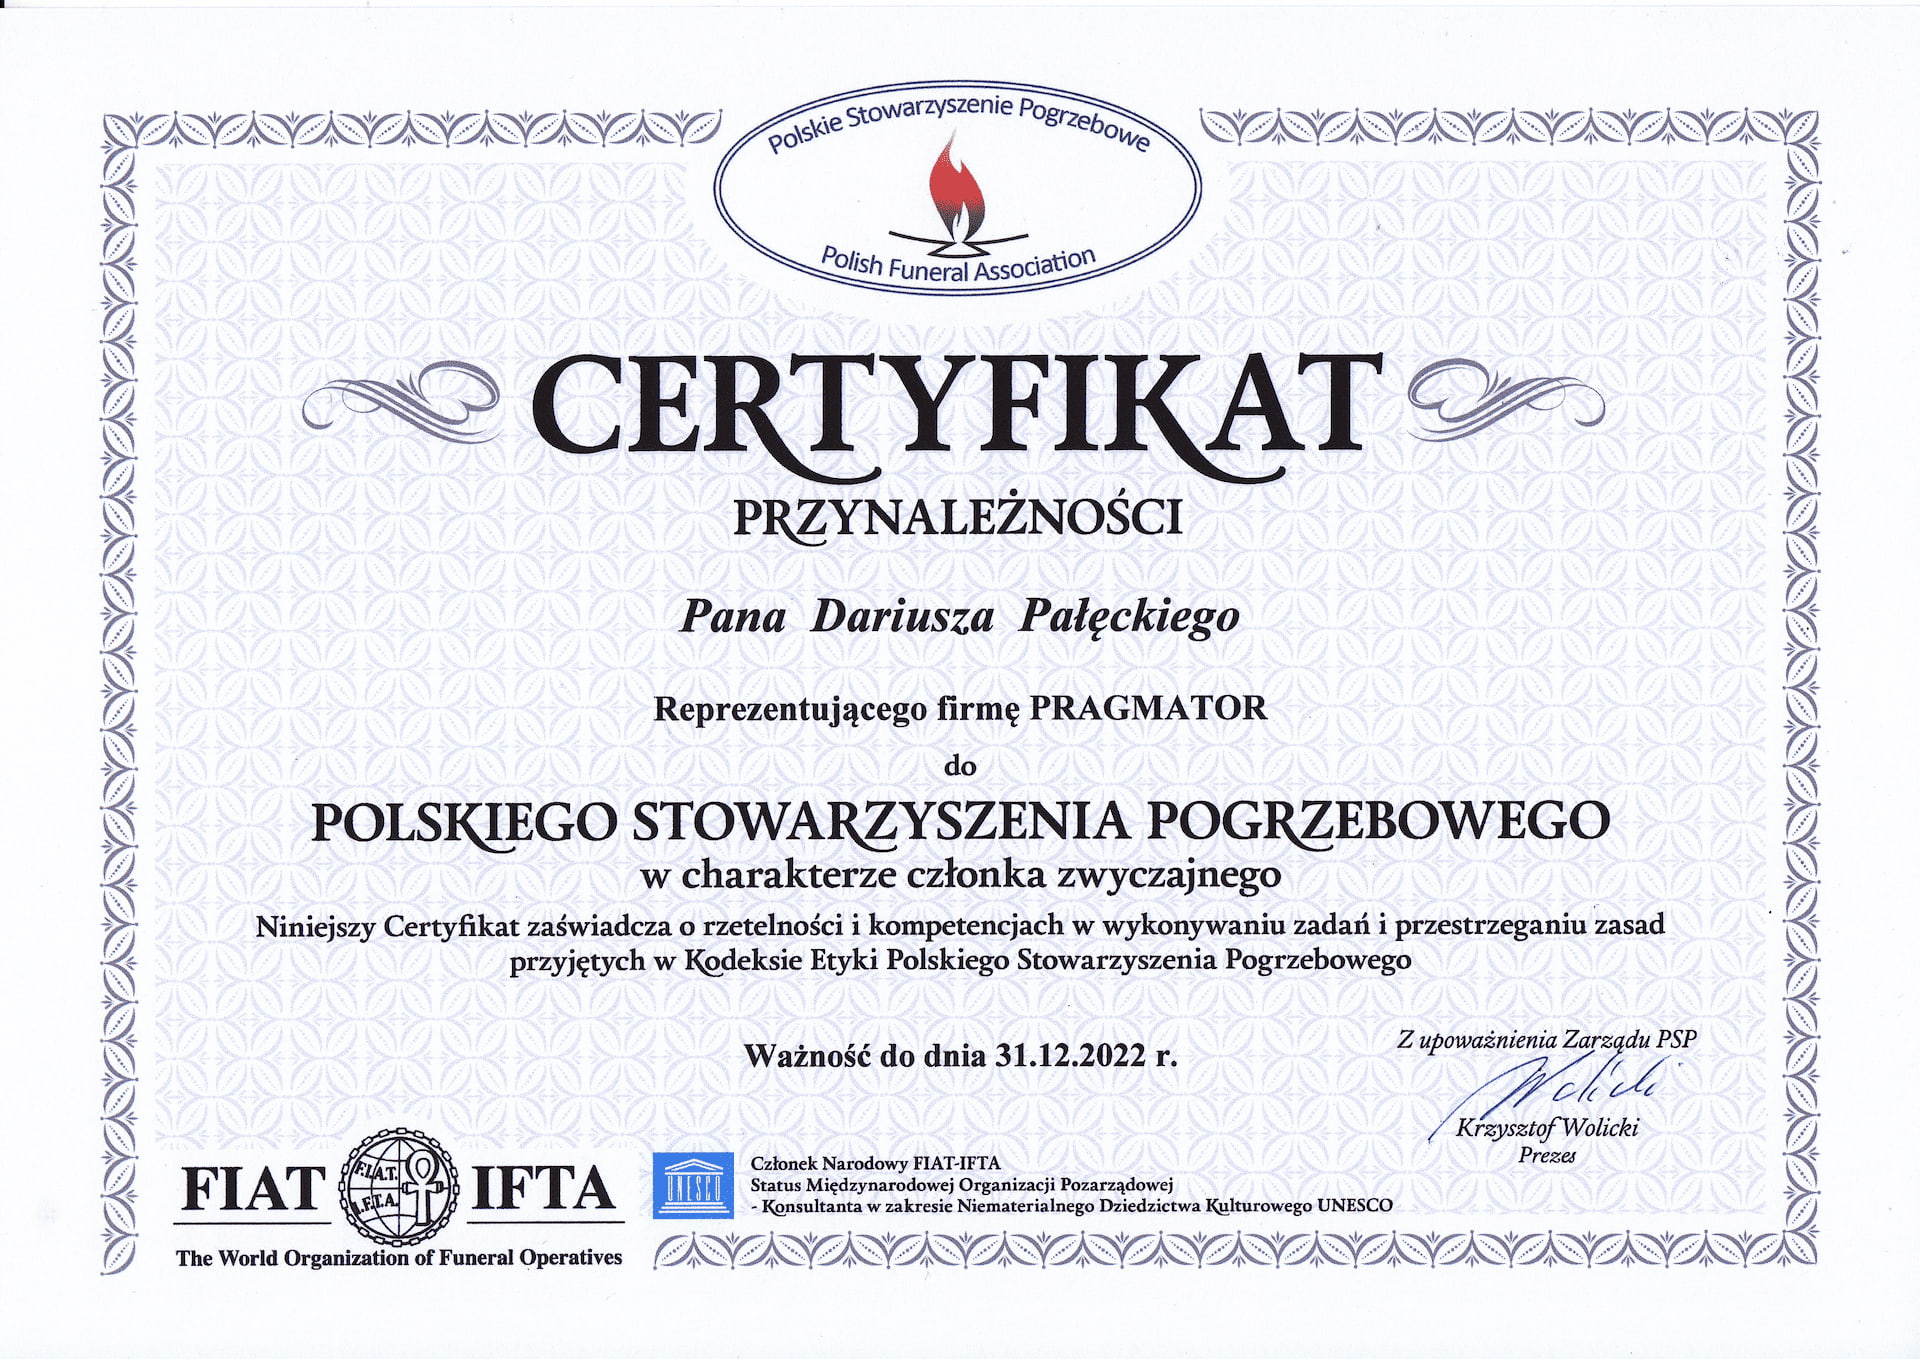 Polskie Stowarzyszenie Pogrzebowe
Polish Funeral Association
CERTYFIKAT
PRZYNALEŻNOŚCI
Pana Dariusza Pałęckiego
Reprezentującego firmę PRAGMATOR
do
POLSKIEGO STOWARZYSZENIA POGRZEBOWEGO
w charakterze członka zwyczajnego
Niniejszy Certyfikat zaświadcza o rzetelności i kompetencjach w wykonywaniu zadań i przestrzeganiu zasad
przyjętych w Kodeksie Etyki Polskiego Stowarzyszenia Pogrzebowego
Ważność do dnia 31.12.2022 r.
Z upoważnienia Zarządu PSP
Wolicki
Krzysztof Wolicki
Prezes
FIAT
F.I.A.T.
I.F.T.A.
IFTA
The World Organization of Funeral Operatives
UNESCO
Członek Narodowy FIAT-IFTA
Status Międzynarodowej Organizacji Pozarządowej
- Konsultanta w zakresie Niematerialnego Dziedzictwa Kulturowego UNESCO